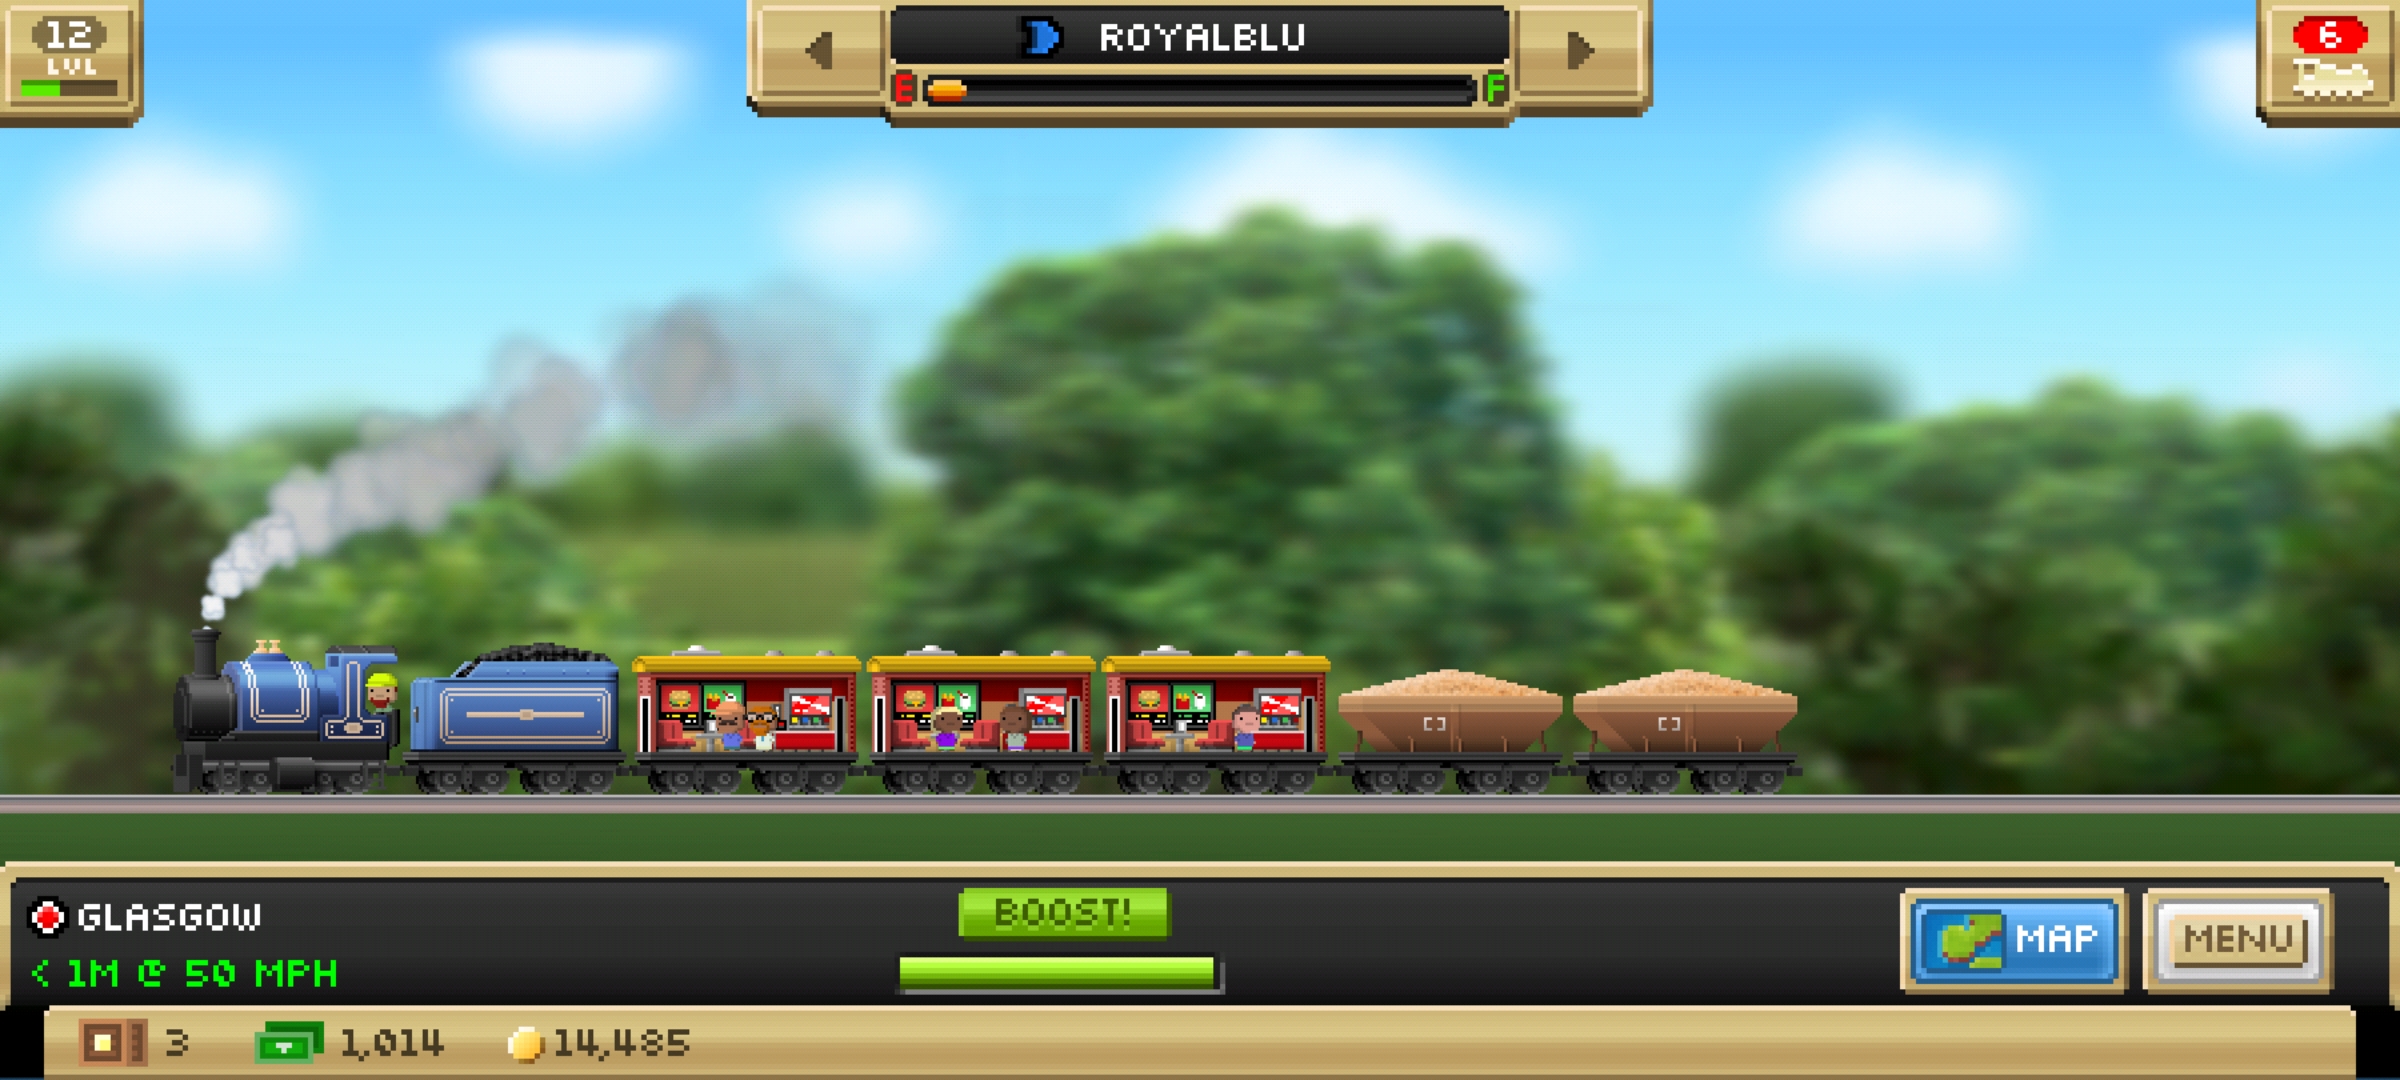 12
LVL
ROYALBLU
E F
6
GLASGOW
< 1M @ 50 MPH
BOOST!
MAP
MENU
3
1,014
14,485